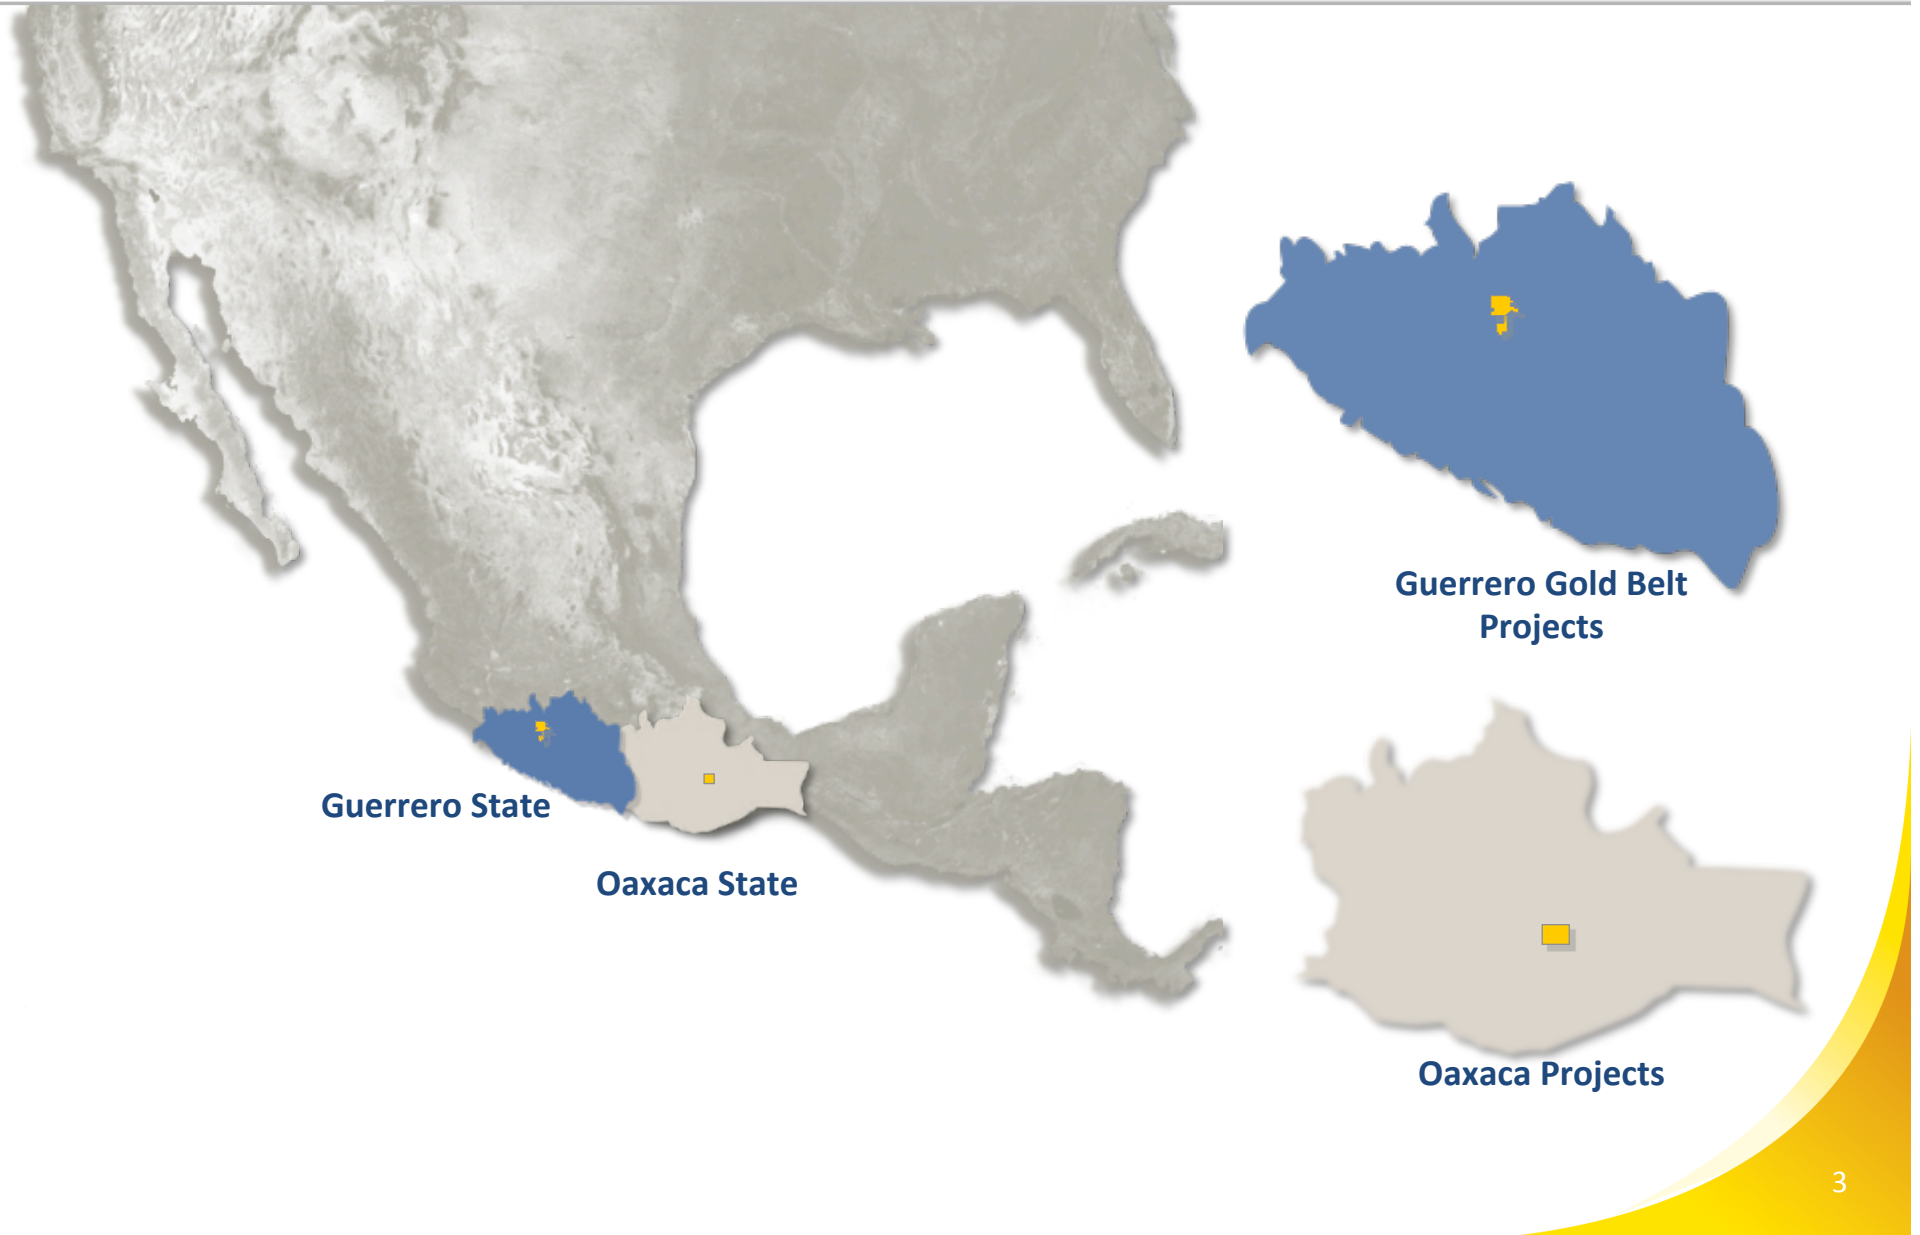 Guerrero Gold Belt
Projects
Guerrero State
Oaxaca State
Oaxaca Projects
3